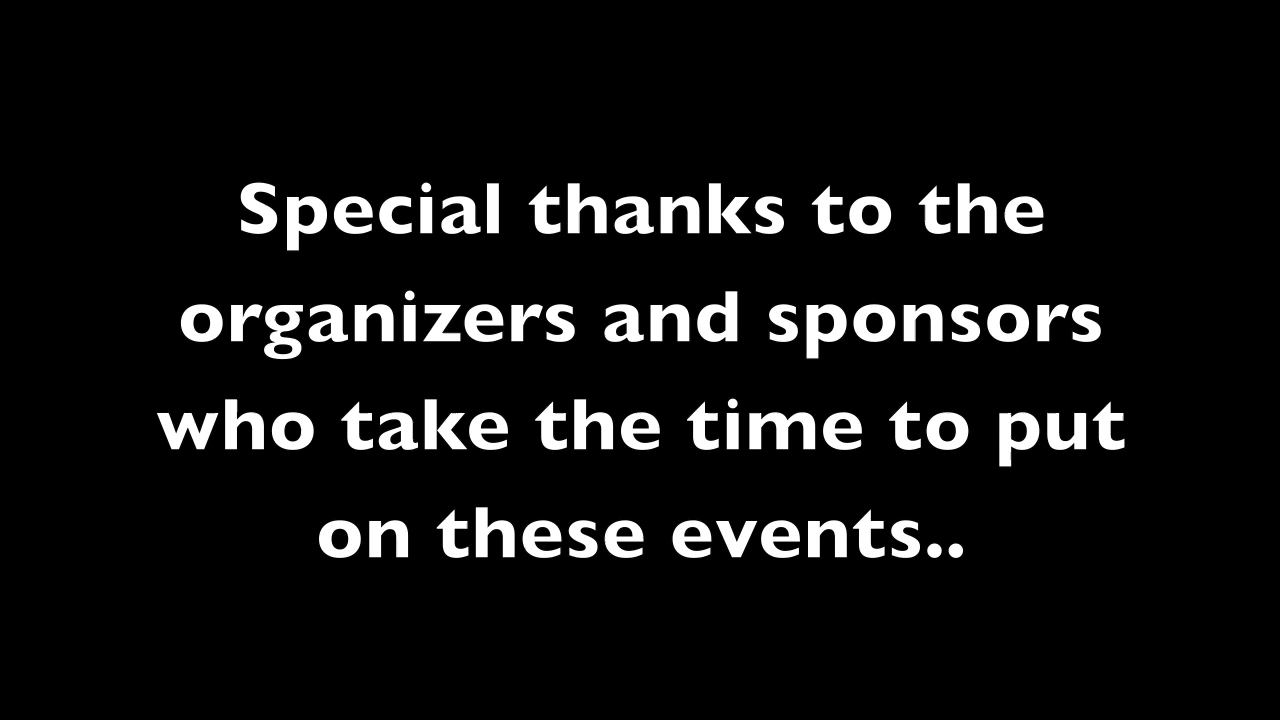 Special thanks to the
organizers and sponsors
who take the time to put
on these events..